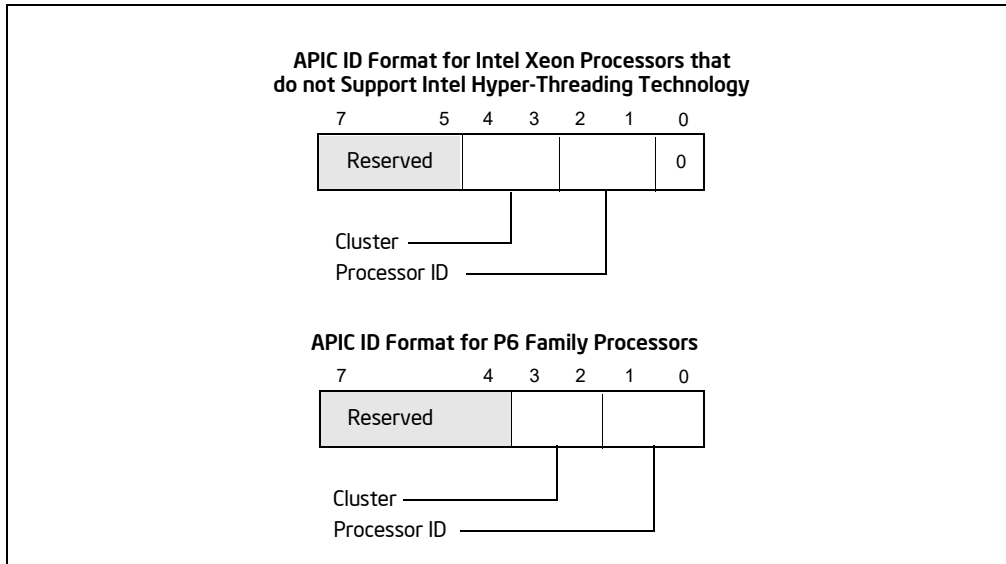 APIC ID Format for Intel Xeon Processors that
do not Support Intel Hyper-Threading Technology
7 5 4 3 2 1 0
Reserved 0
Cluster
Processor ID
APIC ID Format for P6 Family Processors
7 4 3 2 1 0
Reserved
Cluster
Processor ID